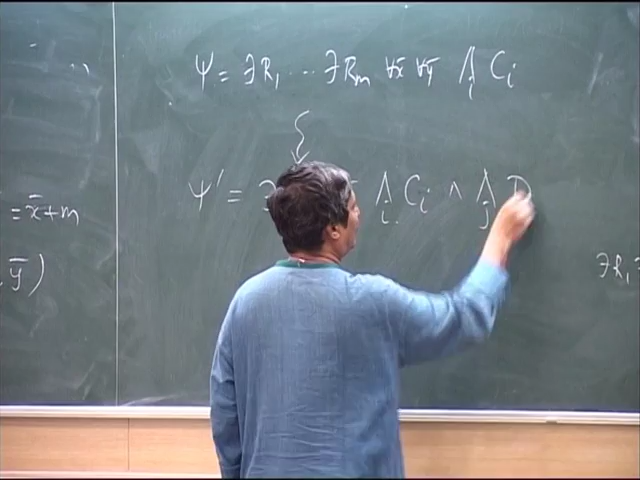 Ψ = ∃R₁ ... ∃Rₘ ∀x̄ ∀ȳ ⋀ᵢ Cᵢ
Ψ' = ∃ ⋀ᵢ Cᵢ ∧ ⋀ⱼ D
= x̄+m
ȳ)
∃R₁